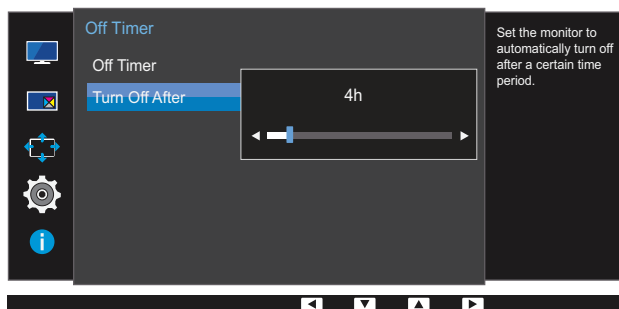 Off Timer
Off Timer
Turn Off After
4h
Set the monitor to
automatically turn off
after a certain time
period.